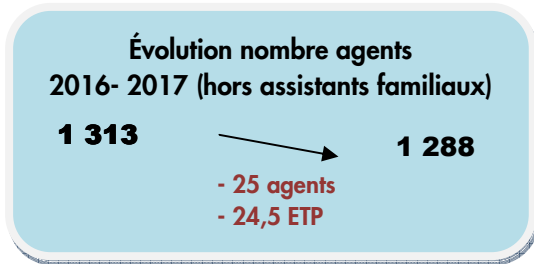 Évolution nombre agents
2016- 2017 (hors assistants familiaux)
1 313
1 288
- 25 agents
- 24,5 ETP